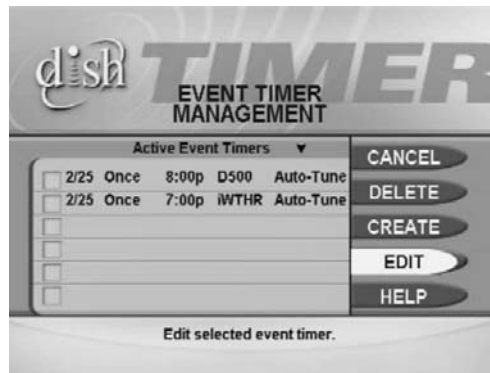 dish
TIMER
EVENT TIMER
MANAGEMENT
Active Event Timers ▼
2/25 Once 8:00p D500 Auto-Tune
2/25 Once 7:00p iWTHR Auto-Tune
CANCEL
DELETE
CREATE
EDIT
HELP
Edit selected event timer.